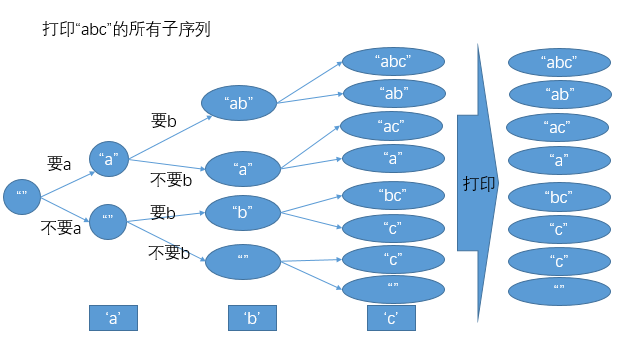 打印“abc”的所有子序列
“”
要a
不要a
“a”
“”
要b
不要b
要b
不要b
“ab”
“a”
“b”
“”
“abc”
“ab”
“ac”
“a”
“bc”
“c”
“c”
“”
打印
“abc”
“ab”
“ac”
“a”
“bc”
“c”
“c”
“”
‘a’
‘b’
‘c’